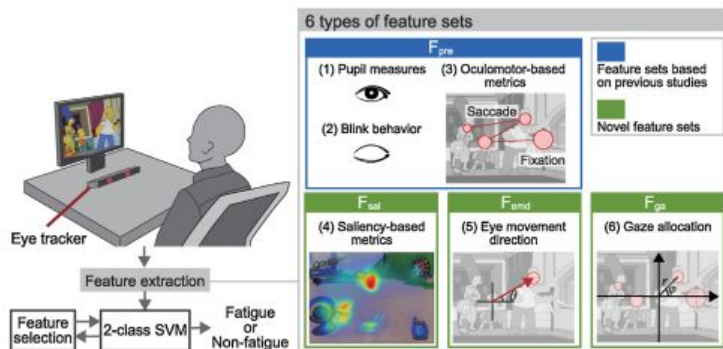 6 types of feature sets
F_pre
(1) Pupil measures
(2) Blink behavior
(3) Oculomotor-based
metrics
Saccade
Fixation
Feature sets based
on previous studies
Novel feature sets
Eye tracker
Feature extraction
Feature
selection
2-class SVM
Fatigue
or
Non-fatigue
F_sal
(4) Saliency-based
metrics
F_emd
(5) Eye movement
direction
θ
F_ga
(6) Gaze allocation
r